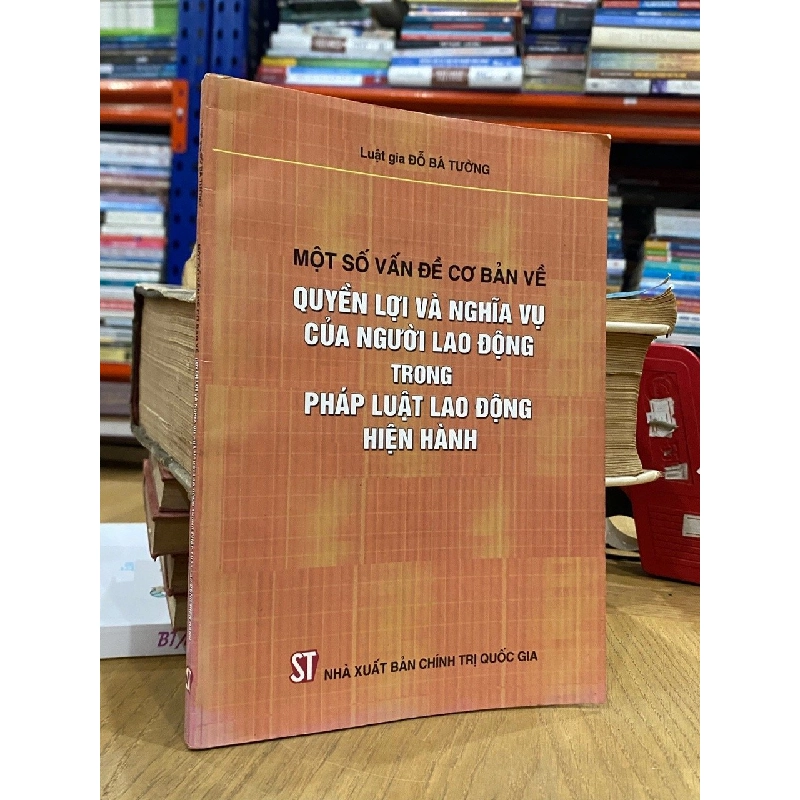 Luật gia ĐỖ BÁ TƯỜNG
MỘT SỐ VẤN ĐỀ CƠ BẢN VỀ
QUYỀN LỢI VÀ NGHĨA VỤ
CỦA NGƯỜI LAO ĐỘNG
TRONG
PHÁP LUẬT LAO ĐỘNG
HIỆN HÀNH
ST NHÀ XUẤT BẢN CHÍNH TRỊ QUỐC GIA